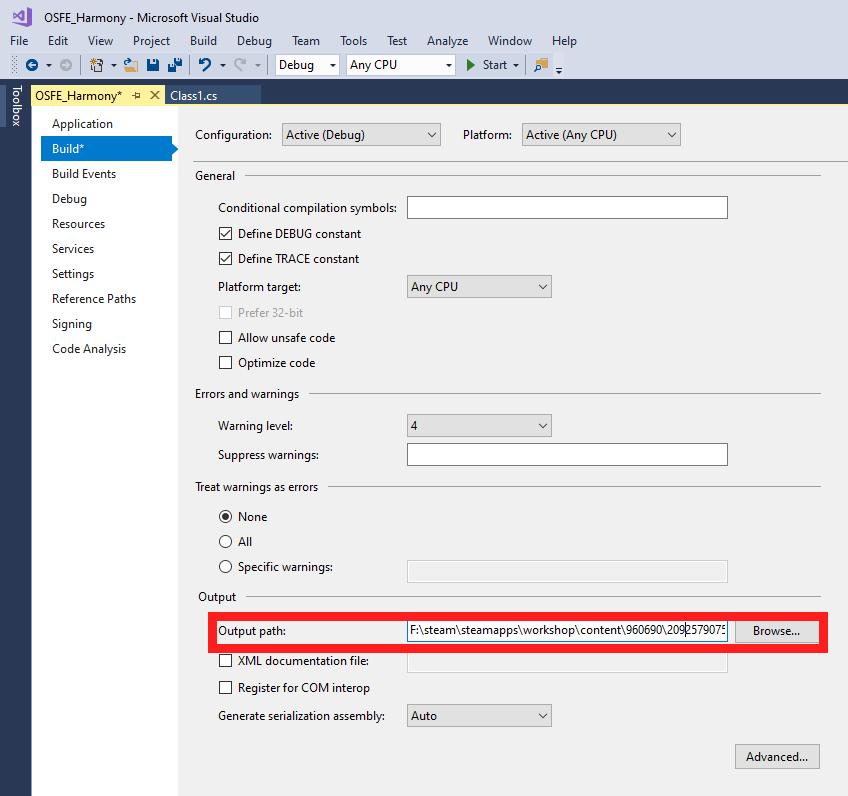 OSFE_Harmony - Microsoft Visual Studio
File Edit View Project Build Debug Team Tools Test Analyze Window Help
Debug Any CPU Start
Toolbox
OSFE_Harmony* Class1.cs
Application
Build*
Build Events
Debug
Resources
Services
Settings
Reference Paths
Signing
Code Analysis
Configuration: Active (Debug) Platform: Active (Any CPU)
General
Conditional compilation symbols:
Define DEBUG constant
Define TRACE constant
Platform target: Any CPU
Prefer 32-bit
Allow unsafe code
Optimize code
Errors and warnings
Warning level: 4
Suppress warnings:
Treat warnings as errors
None
All
Specific warnings:
Output
Output path: F:\steam\steamapps\workshop\content\960690\2092579075 Browse...
XML documentation file:
Register for COM interop
Generate serialization assembly: Auto
Advanced...